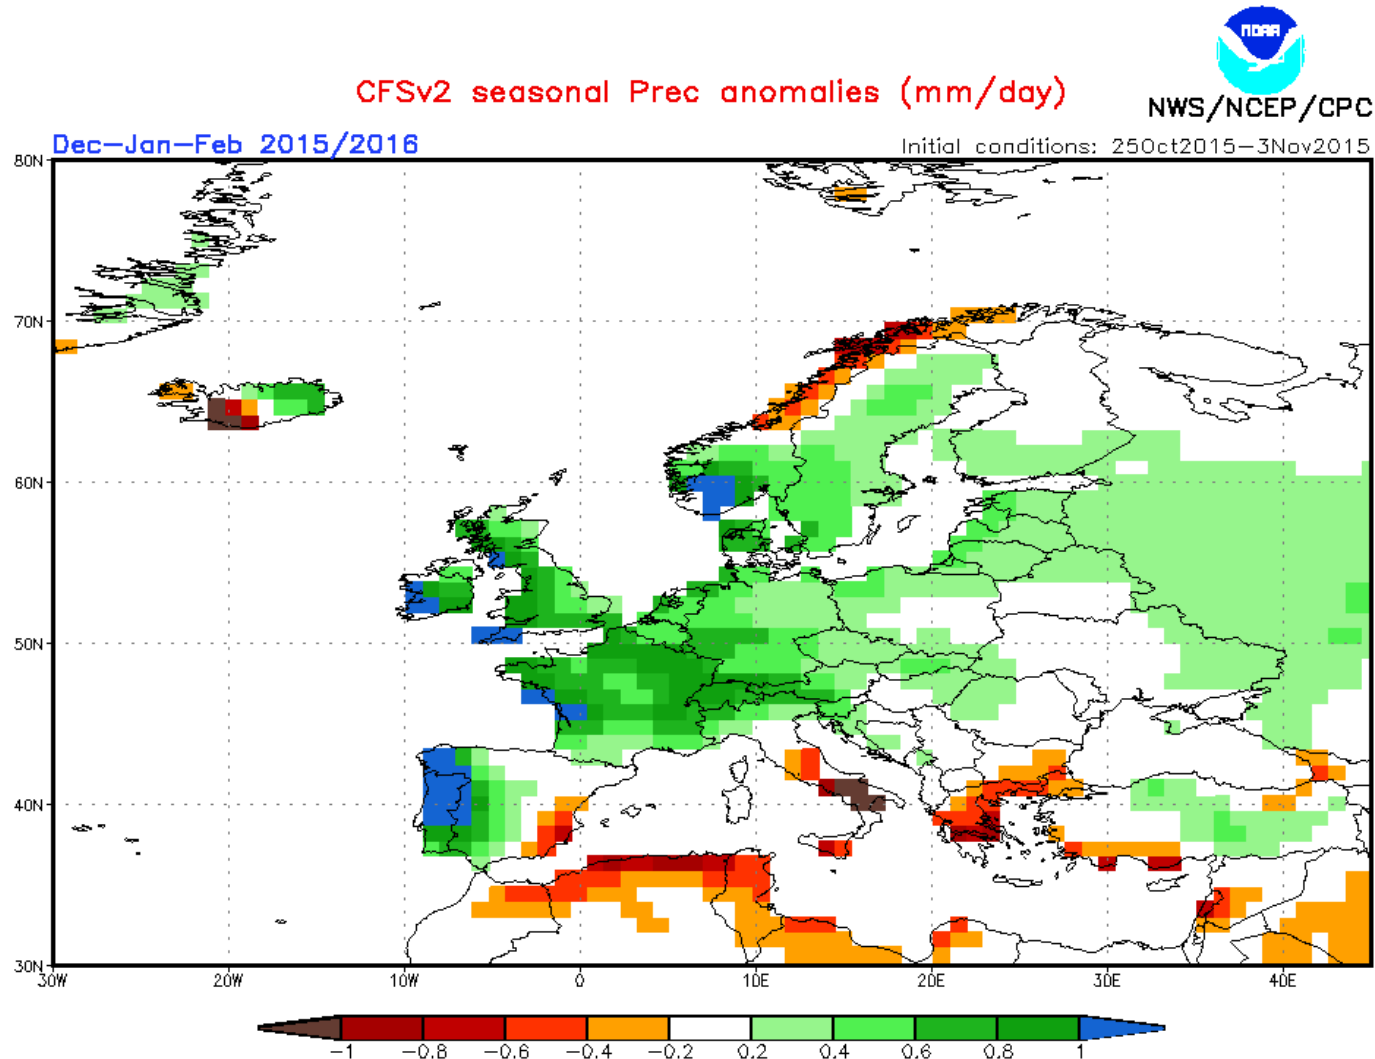 NOAA
CFSv2 seasonal Prec anomalies (mm/day)
NWS/NCEP/CPC
Dec-Jan-Feb 2015/2016
Initial conditions: 25Oct2015-3Nov2015
80N
70N
60N
50N
40N
30N
30W 20W 10W 0 10E 20E 30E 40E
-1 -0.8 -0.6 -0.4 -0.2 0.2 0.4 0.6 0.8 1